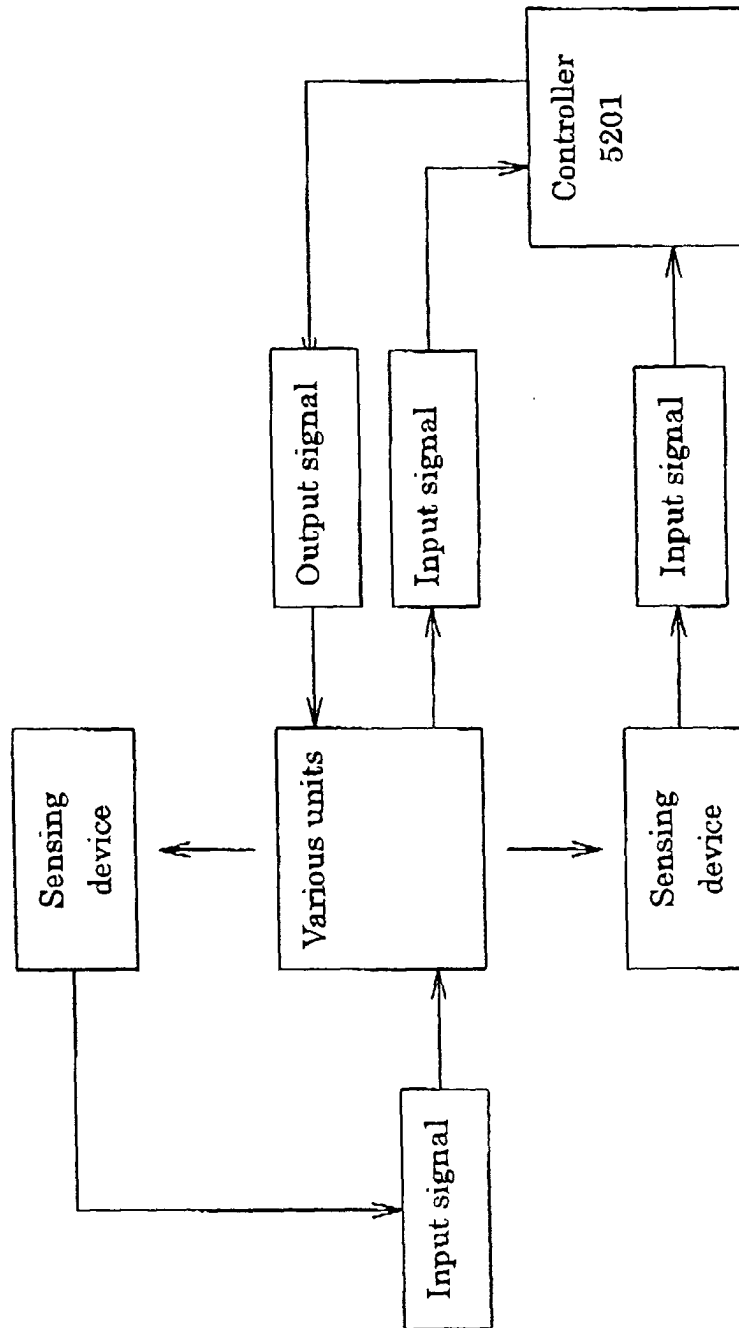 Sensing
device
Output signal
Various units
Input signal
Controller
5201
Input signal
Sensing
device
Input signal